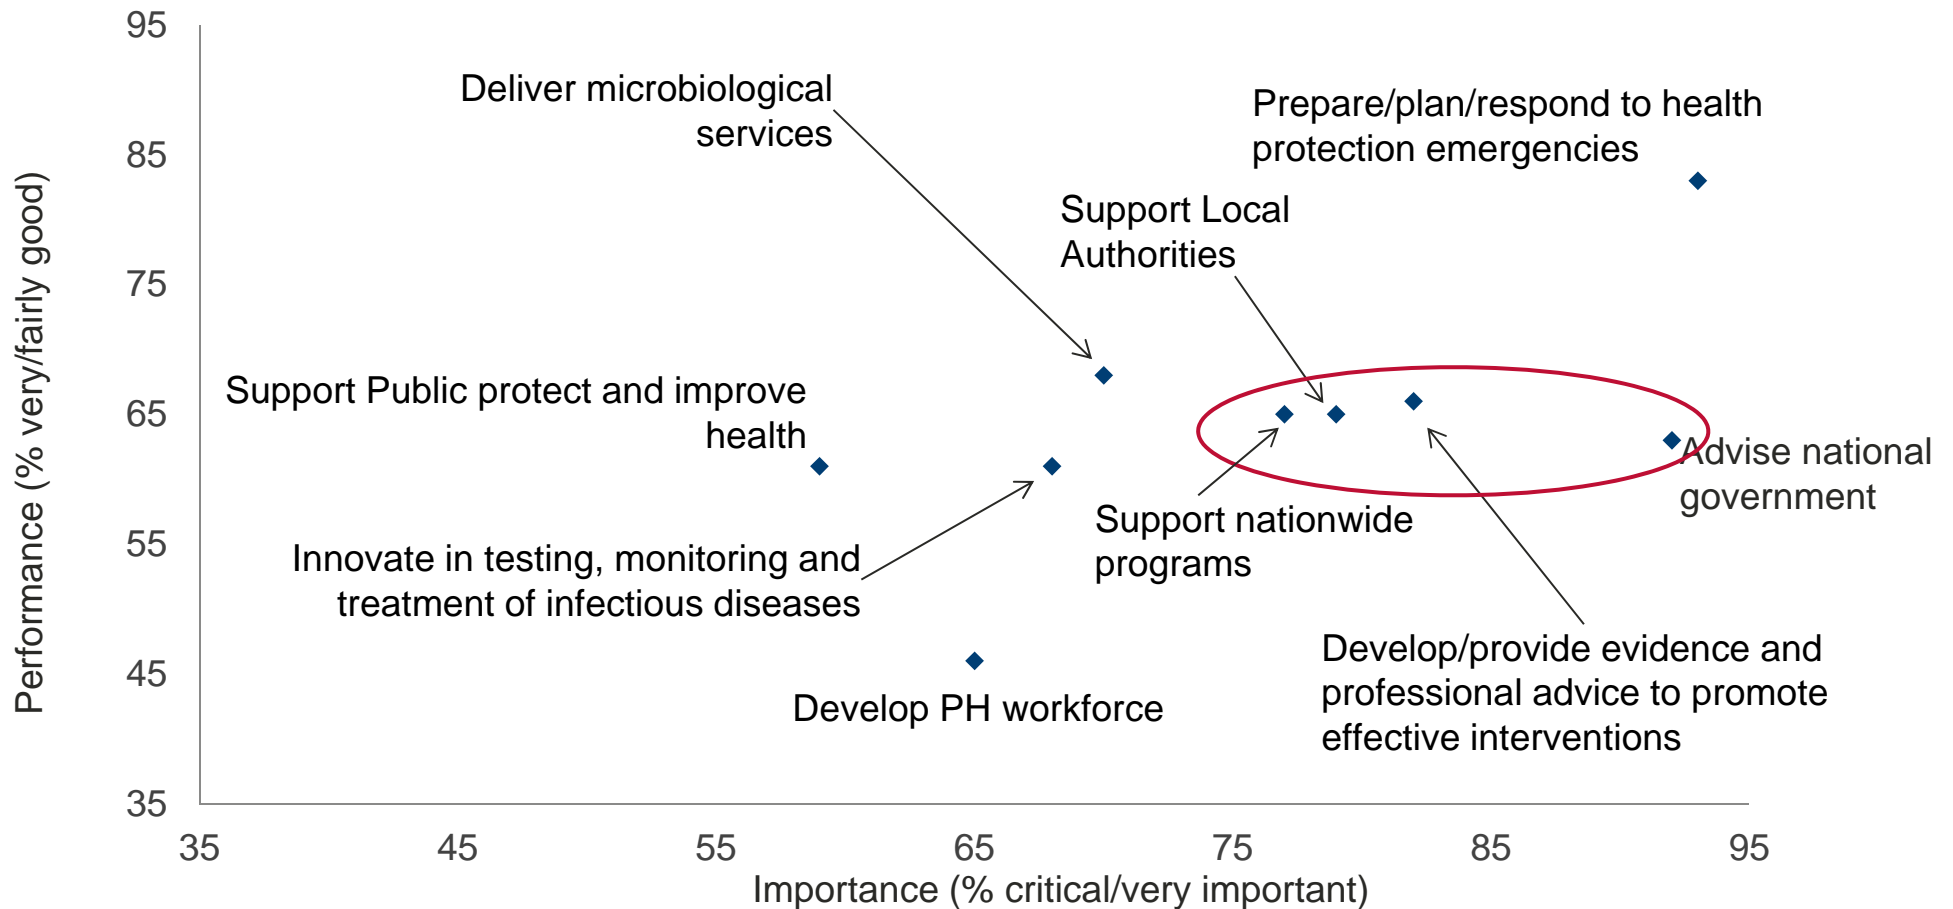 95
Deliver microbiological
services
Prepare/plan/respond to health
protection emergencies
85
Support Local
Authorities
75
Performance (% very/fairly good)
Support Public protect and improve
health
65
Advise national
government
Support nationwide
programs
55
Innovate in testing, monitoring and
treatment of infectious diseases
Develop/provide evidence and
professional advice to promote
effective interventions
45
Develop PH workforce
35
35 45 55 65 75 85 95
Importance (% critical/very important)